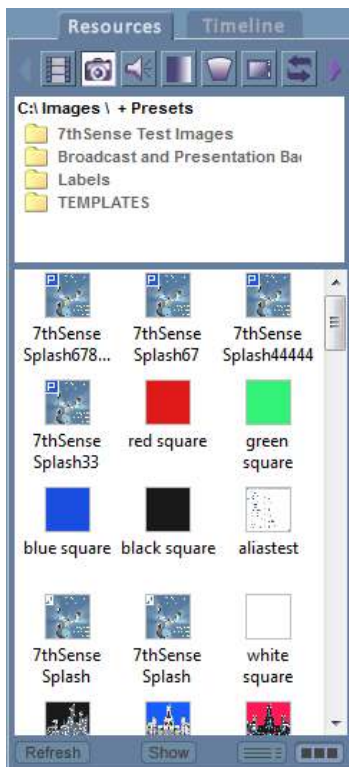 Resources Timeline
C:\ Images \ + Presets
7thSense Test Images
Broadcast and Presentation Ba
Labels
TEMPLATES
P P P
7thSense 7thSense 7thSense
Splash678... Splash67 Splash44444
P
7thSense red square green
Splash33 square
blue square black square aliastest
7thSense 7thSense white
Splash Splash square
Refresh Show